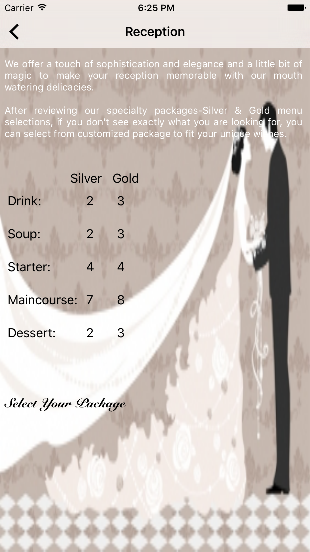 Carrier 6:25 PM
Reception
We offer a touch of sophistication and elegance and a little bit of
magic to make your reception memorable with our mouth
watering delicacies.
After reviewing our specialty packages-Silver & Gold menu
selections, if you don't see exactly what you are looking for, you
can select from customized package to fit your unique wishes.
Silver Gold
Drink: 2 3
Soup: 2 3
Starter: 4 4
Maincourse: 7 8
Dessert: 2 3
Select Your Package